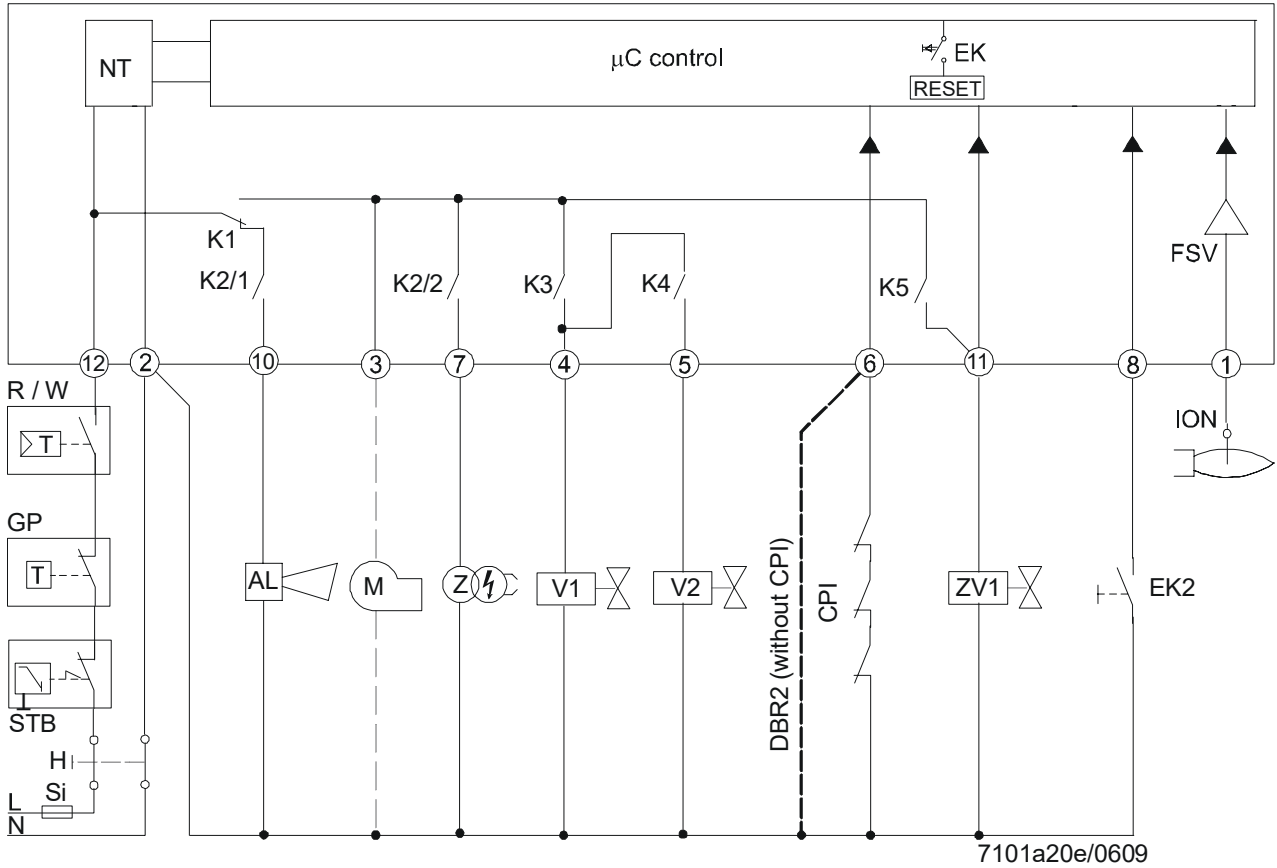 NT
μC control
EK
RESET
K1
K2/1
K2/2
K3
K4
K5
FSV
12
2
10
3
7
4
5
6
11
8
1
R / W
T
ION
GP
T
AL
M
Z
V1
V2
DBR2 (without CPI)
CPI
ZV1
EK2
STB
H
Si
L
N
7101a20e/0609